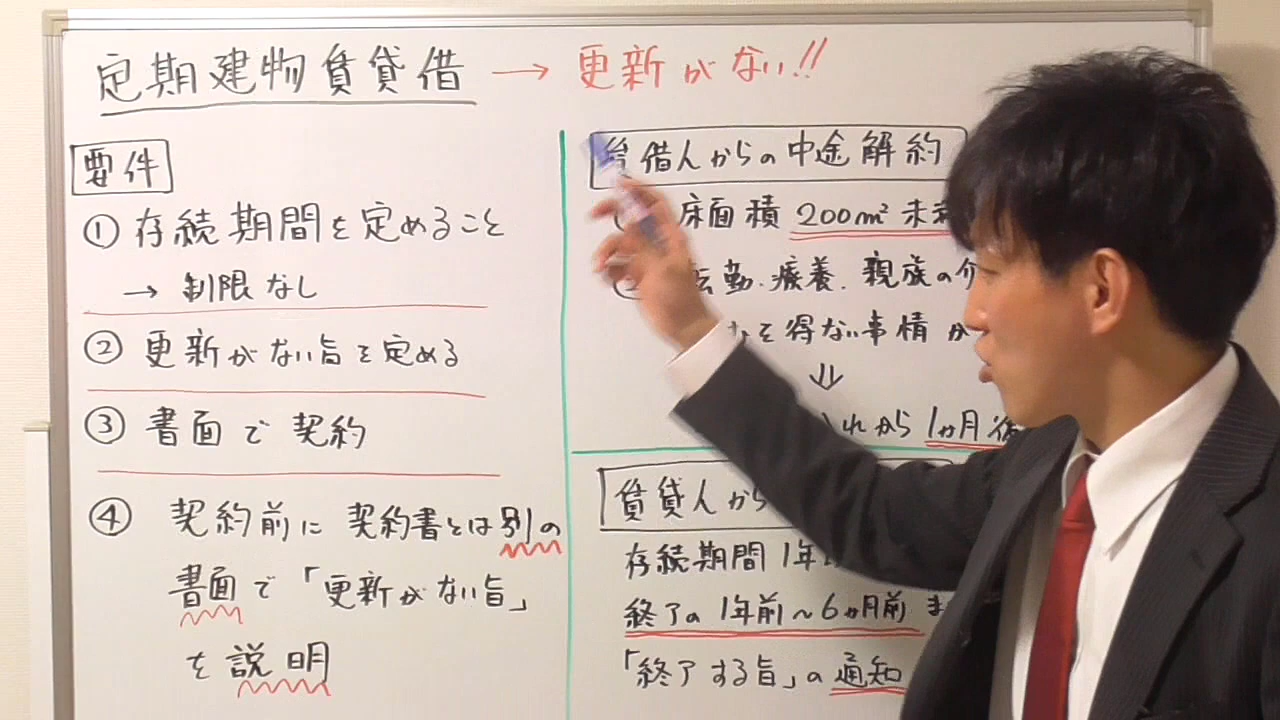 定期建物賃貸借 → 更新がない!!
要件
① 存続期間を定めること
→ 制限なし
② 更新がない旨を定める
③ 書面で契約
④ 契約前に契約書とは別の
書面で「更新がない旨」
を説明
借人からの中途解約
床面積 200m² 未
転勤.療養.親族の介
を得ない事情が
⇓
れから1ヶ月後
賃貸人から
存続期間1年
終了の1年前~6ヶ月前
「終了する旨」の通知